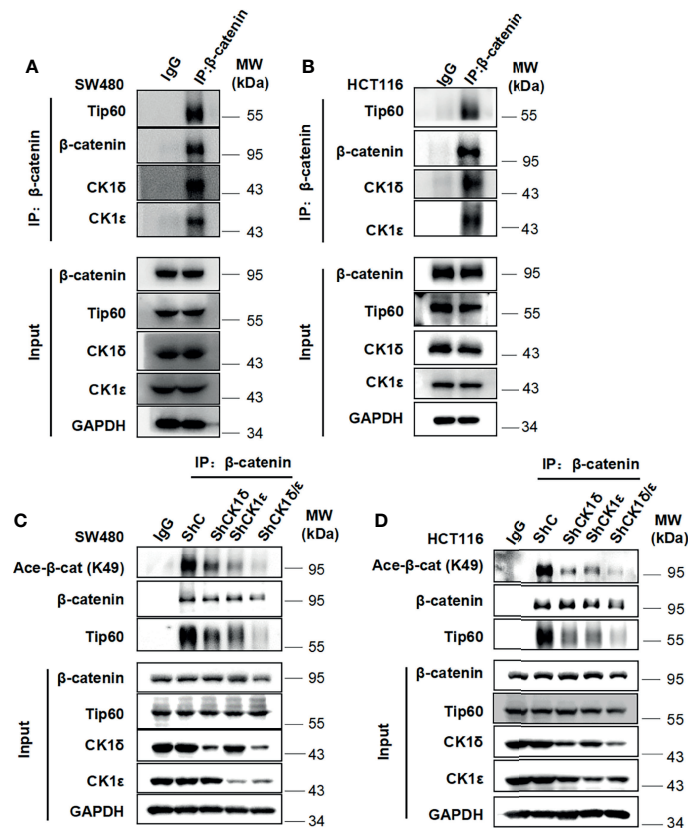 A
SW480
IgG
IP:β-catenin
MW
(kDa)
IP: β-catenin
Tip60
55
β-catenin
95
CK1δ
43
CK1ε
43
Input
β-catenin
95
Tip60
55
CK1δ
43
CK1ε
43
GAPDH
34
B
HCT116
IgG
IP:β-catenin
MW
(kDa)
IP: β-catenin
Tip60
55
β-catenin
95
CK1δ
43
CK1ε
43
Input
β-catenin
95
Tip60
55
CK1δ
43
CK1ε
43
GAPDH
34
C
IP: β-catenin
SW480
IgG
ShC
ShCK1δ
ShCK1ε
ShCK1δ/ε
MW
(kDa)
Ace-β-cat (K49)
95
β-catenin
95
Tip60
55
Input
β-catenin
95
Tip60
55
CK1δ
43
CK1ε
43
GAPDH
34
D
IP: β-catenin
HCT116
IgG
ShC
ShCK1δ
ShCK1ε
ShCK1δ/ε
MW
(kDa)
Ace-β-cat (K49)
95
β-catenin
95
Tip60
55
Input
β-catenin
95
Tip60
55
CK1δ
43
CK1ε
43
GAPDH
34